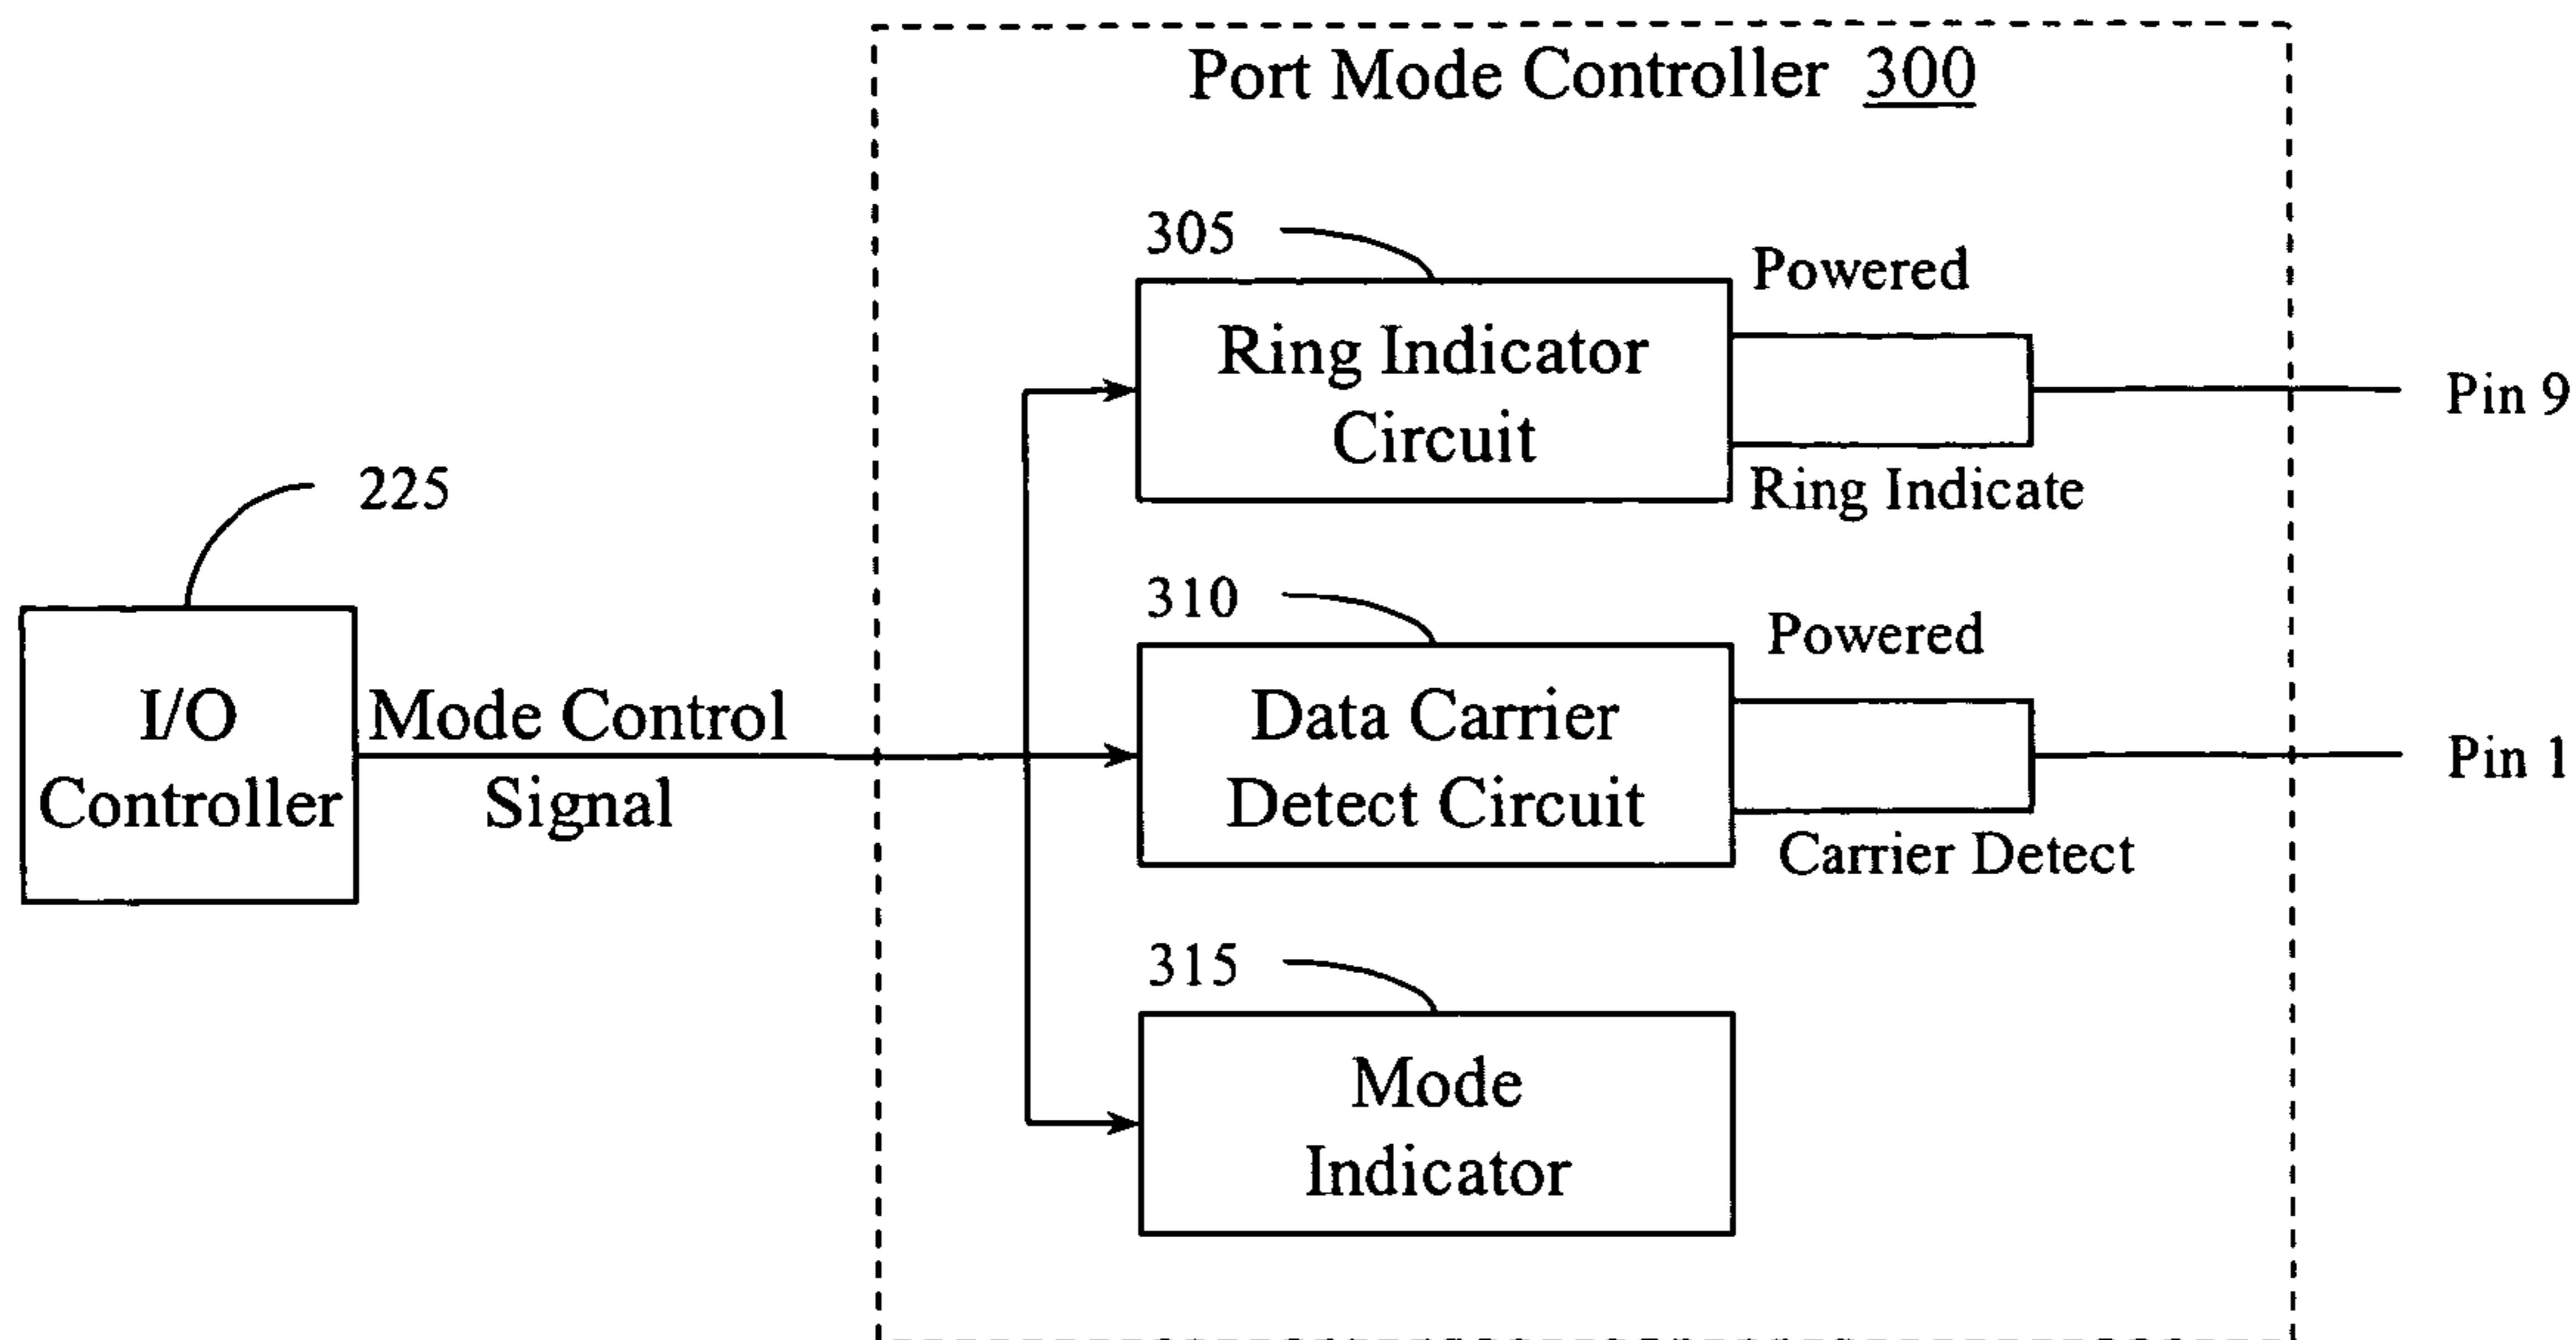 Port Mode Controller 300
305
Powered
Ring Indicator
Circuit
Pin 9
Ring Indicate
225
310
Powered
I/O
Controller
Mode Control
Signal
Data Carrier
Detect Circuit
Pin 1
Carrier Detect
315
Mode
Indicator